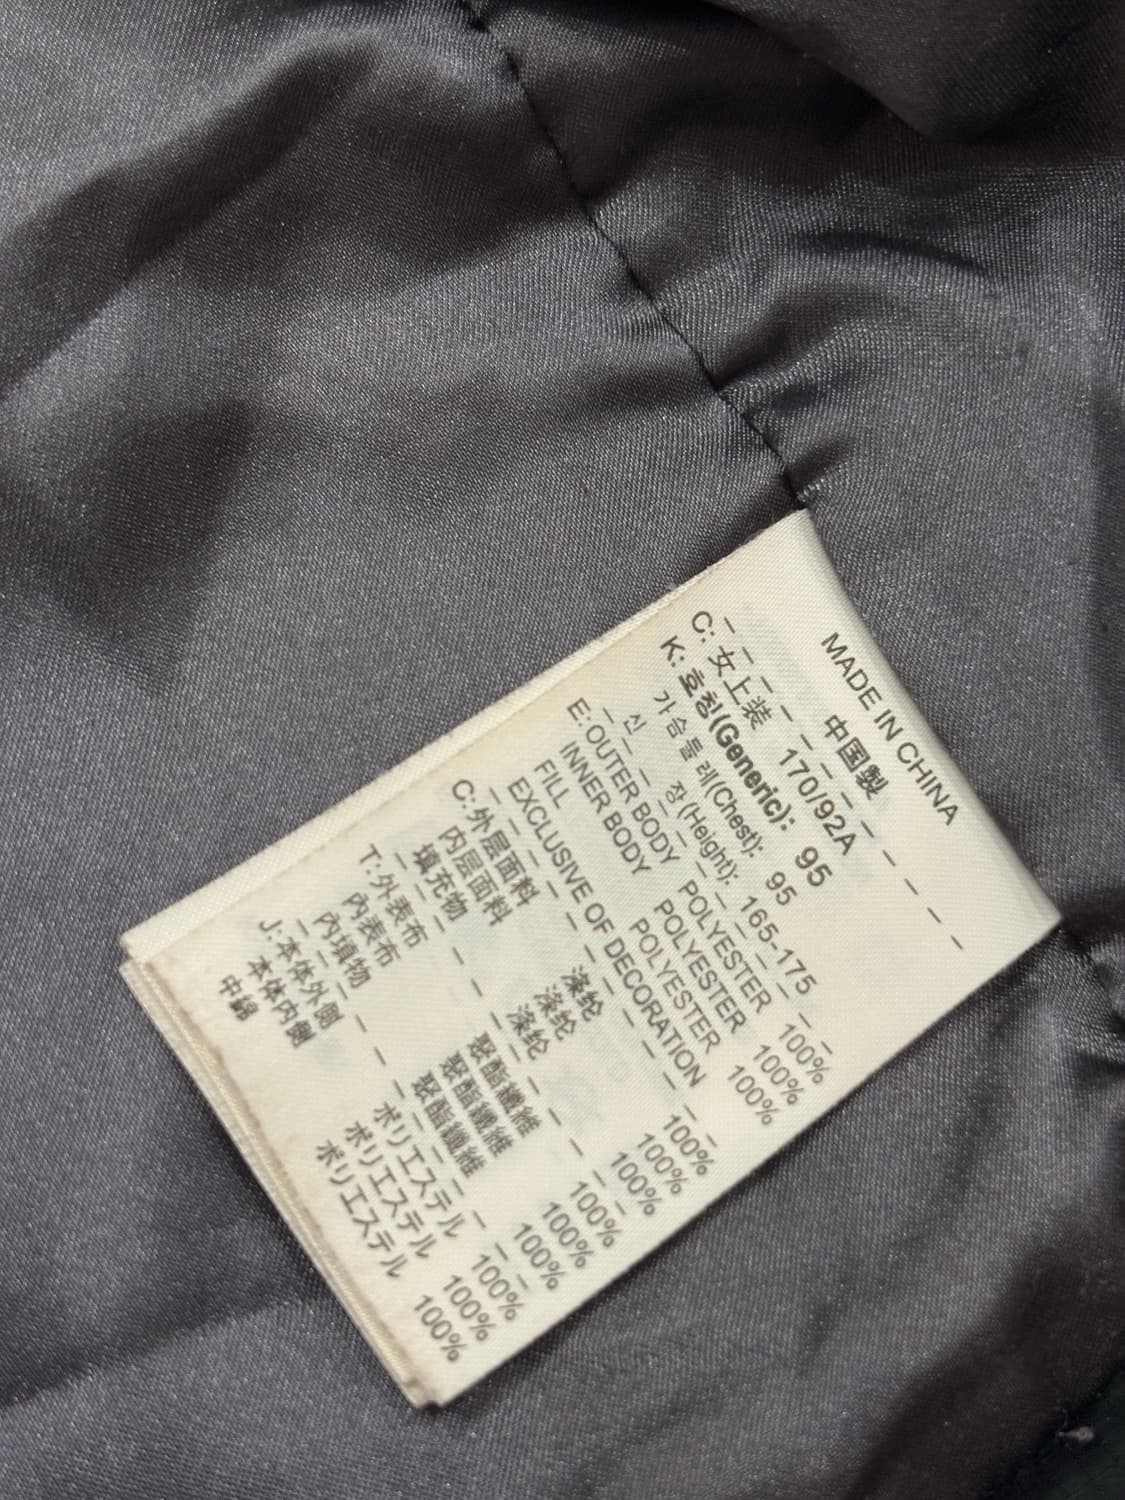 MADE IN CHINA
中国製
C: 女上装 170/92A
K: 호칭(Generic): 95
가슴둘레(Chest): 95
신 장(Height): 165-175
E:OUTER BODY POLYESTER 100%
INNER BODY POLYESTER 100%
FILL POLYESTER 100%
EXCLUSIVE OF DECORATION
C:外层面料 涤纶 100%
内层面料 涤纶 100%
填充物 涤纶 100%
T:外表布 聚酯纖維 100%
內表布 聚酯纖維 100%
內填物 聚酯纖維 100%
J:本体外側 ポリエステル 100%
本体内側 ポリエステル 100%
中綿 ポリエステル 100%